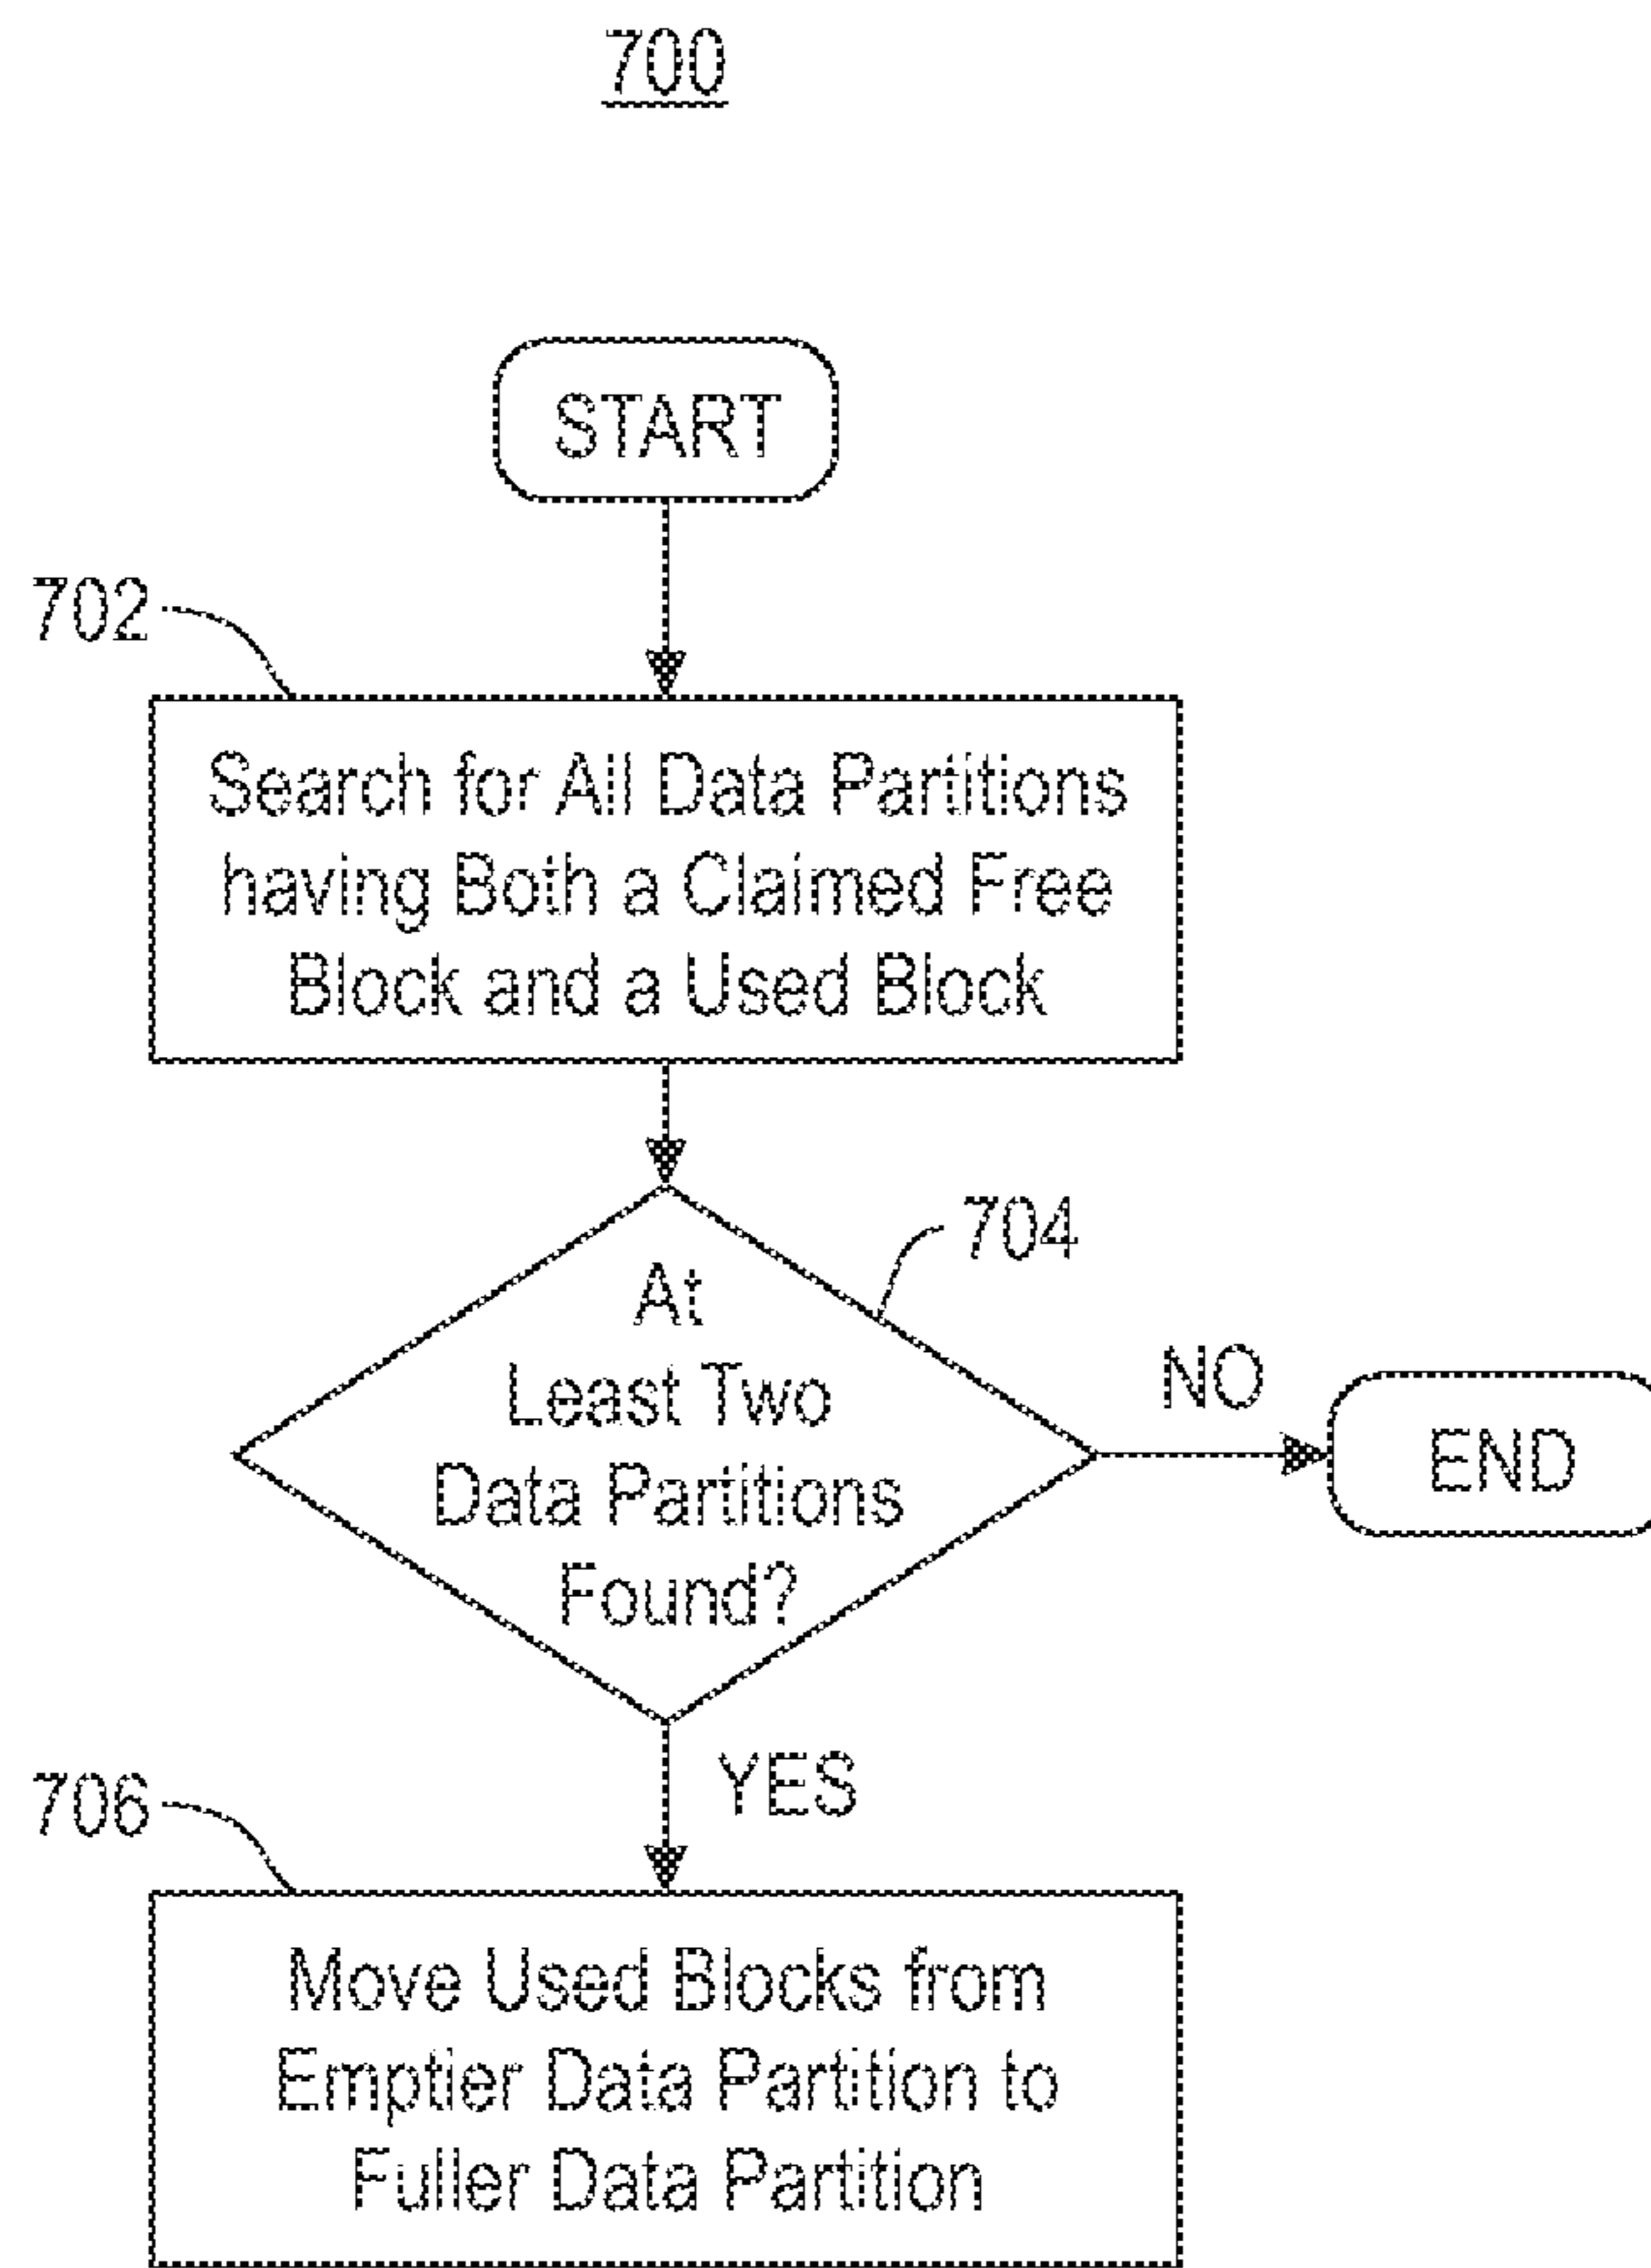 700
START
702
Search for All Data Partitions
having Both a Claimed Free
Block and a Used Block
704
At
Least Two
Data Partitions
Found?
NO
END
YES
706
Move Used Blocks from
Emptier Data Partition to
Fuller Data Partition